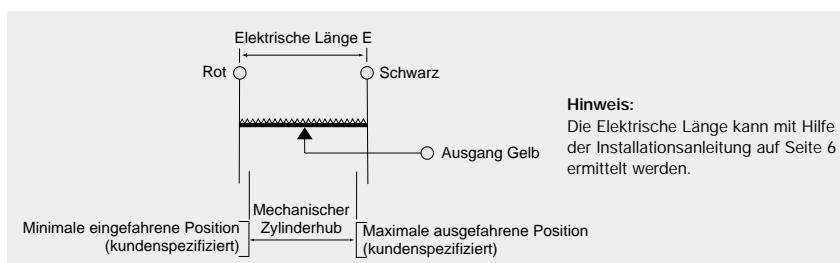 Elektrische Länge E
Rot
Schwarz
Hinweis:
Die Elektrische Länge kann mit Hilfe
der Installationsanleitung auf Seite 6
ermittelt werden.
Ausgang Gelb
Minimale eingefahrene Position
(kundenspezifiziert)
Mechanischer
Zylinderhub
Maximale ausgefahrene Position
(kundenspezifiziert)